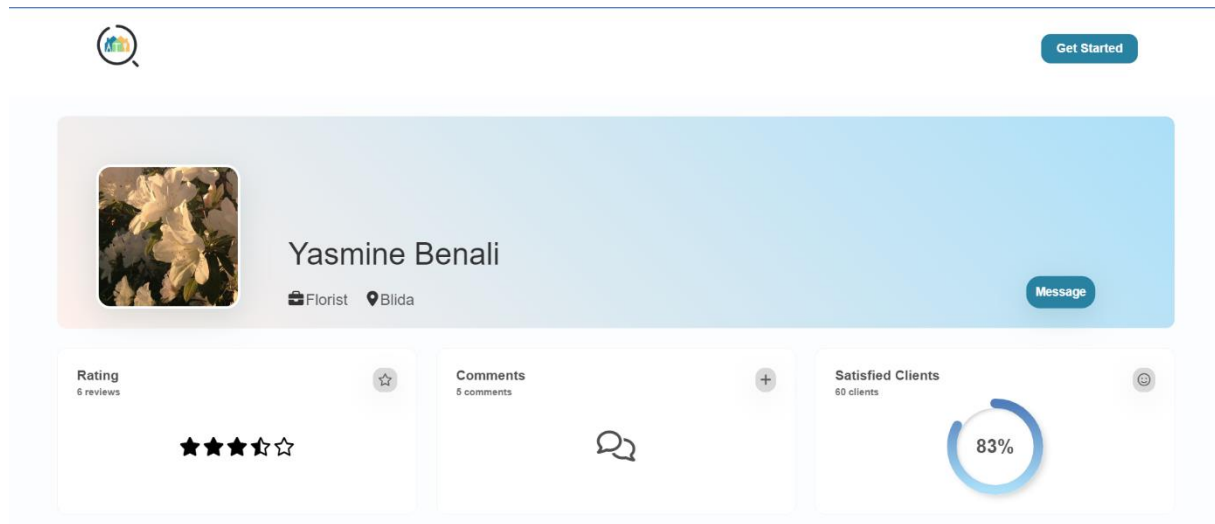 Get Started
Yasmine Benali
Florist Blida
Message
Rating
6 reviews
Comments
5 comments
Satisfied Clients
60 clients
83%